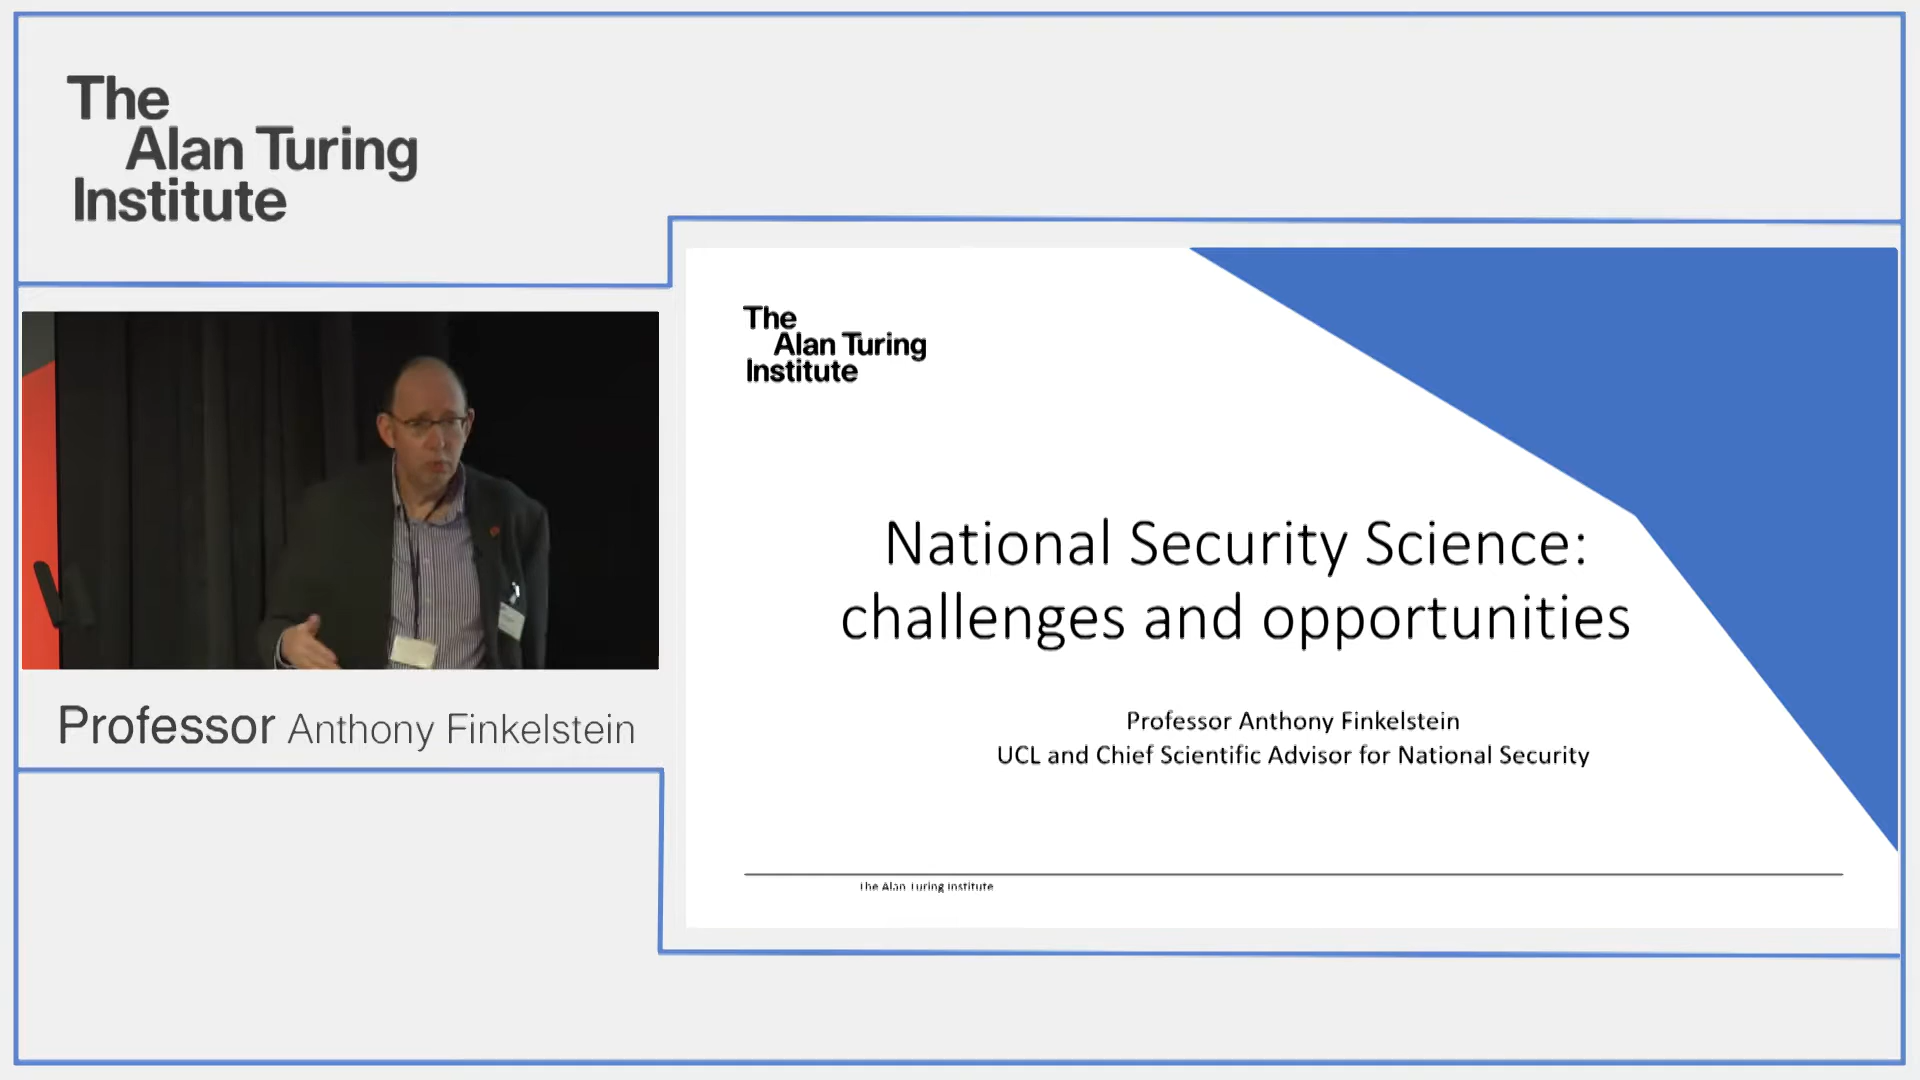 The
Alan Turing
Institute
Professor Anthony Finkelstein
The
Alan Turing
Institute
National Security Science:
challenges and opportunities
Professor Anthony Finkelstein
UCL and Chief Scientific Advisor for National Security
The Alan Turing Institute